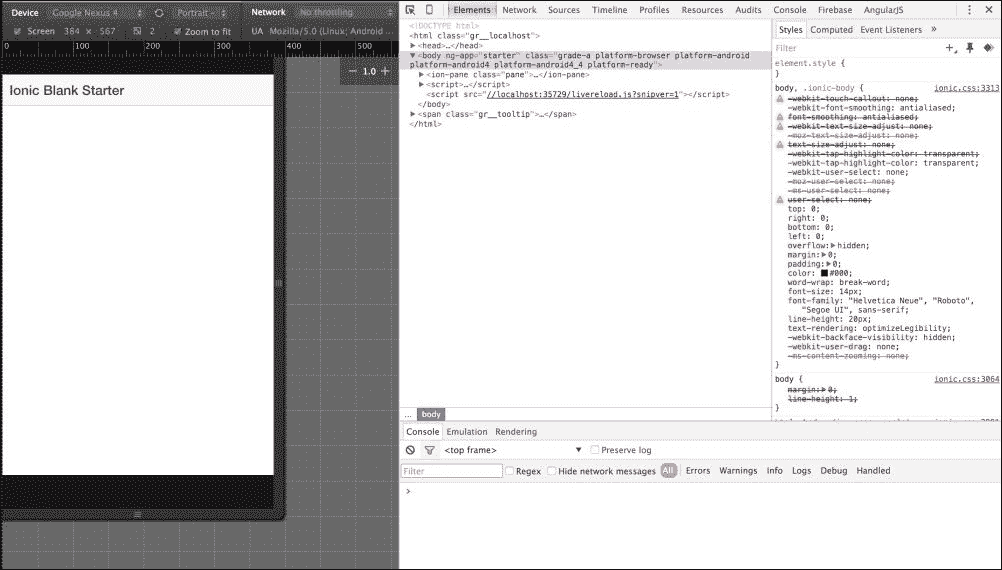 Device Google Nexus 4 Portrait - Network No throttling
Screen 384 × 567 2 Zoom to fit UA Mozilla/5.0 (Linux; Android ...
0 100 200 300 400 500
− 1.0 +
Ionic Blank Starter
Elements Network Sources Timeline Profiles Resources Audits Console Firebase AngularJS
<!DOCTYPE html>
<html class="gr__localhost">
<head>…</head>
<body ng-app="starter" class="grade-a platform-browser platform-android
platform-android4 platform-android4_4 platform-ready">
<ion-pane class="pane">…</ion-pane>
<script>…</script>
<script src="//localhost:35729/livereload.js?snipver=1"></script>
</body>
<span class="gr__tooltip">…</span>
</html>
... body
Styles Computed Event Listeners »
Filter
element.style {
}
body, .ionic-body { ionic.css:3313
-webkit-touch-callout: none;
-webkit-font-smoothing: antialiased;
font-smoothing: antialiased;
-webkit-text-size-adjust: none;
-moz-text-size-adjust: none;
text-size-adjust: none;
-webkit-tap-highlight-color: transparent;
-webkit-tap-highlight-color: transparent;
-webkit-user-select: none;
-moz-user-select: none;
-ms-user-select: none;
user-select: none;
top: 0;
right: 0;
bottom: 0;
left: 0;
overflow: hidden;
margin: 0;
padding: 0;
color: #000;
word-wrap: break-word;
font-size: 14px;
font-family: "Helvetica Neue", "Roboto",
"Segoe UI", sans-serif;
line-height: 20px;
text-rendering: optimizeLegibility;
-webkit-backface-visibility: hidden;
-webkit-user-drag: none;
-ms-content-zooming: none;
}
body { ionic.css:3064
margin: 0;
line-height: 1;
}
Console Emulation Rendering
<top frame> Preserve log
Filter Regex Hide network messages All Errors Warnings Info Logs Debug Handled
>